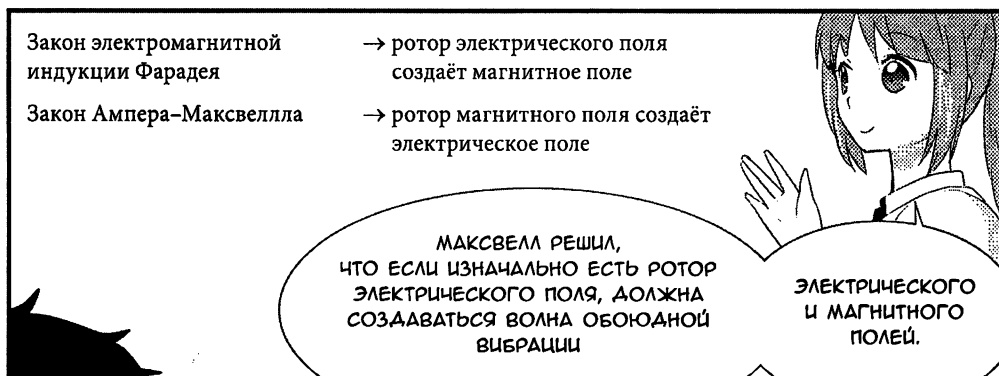 Закон электромагнитной
индукции Фарадея
→ ротор электрического поля
создаёт магнитное поле
Закон Ампера–Максвеллла
→ ротор магнитного поля создаёт
электрическое поле
МАКСВЕЛЛ РЕШИЛ,
ЧТО ЕСЛИ ИЗНАЧАЛЬНО ЕСТЬ РОТОР
ЭЛЕКТРИЧЕСКОГО ПОЛЯ, ДОЛЖНА
СОЗДАВАТЬСЯ ВОЛНА ОБОЮДНОЙ
ВИБРАЦИИ
ЭЛЕКТРИЧЕСКОГО
И МАГНИТНОГО
ПОЛЕЙ.